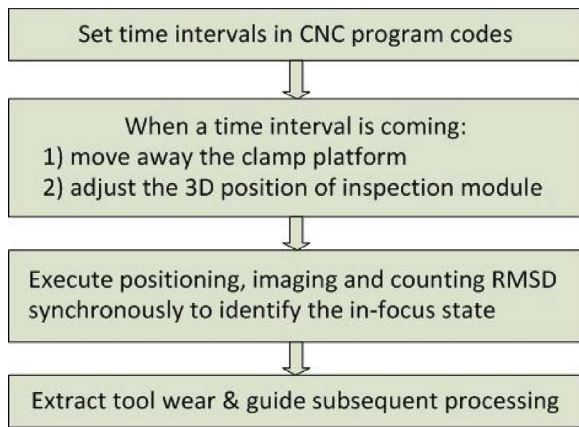 Set time intervals in CNC program codes
When a time interval is coming:
1) move away the clamp platform
2) adjust the 3D position of inspection module
Execute positioning, imaging and counting RMSD
synchronously to identify the in-focus state
Extract tool wear & guide subsequent processing